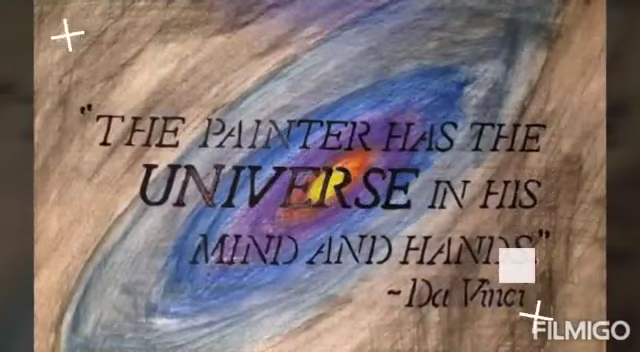 "THE PAINTER HAS THE
UNIVERSE IN HIS
MIND AND HANDS"
~Da Vinci
FILMIGO